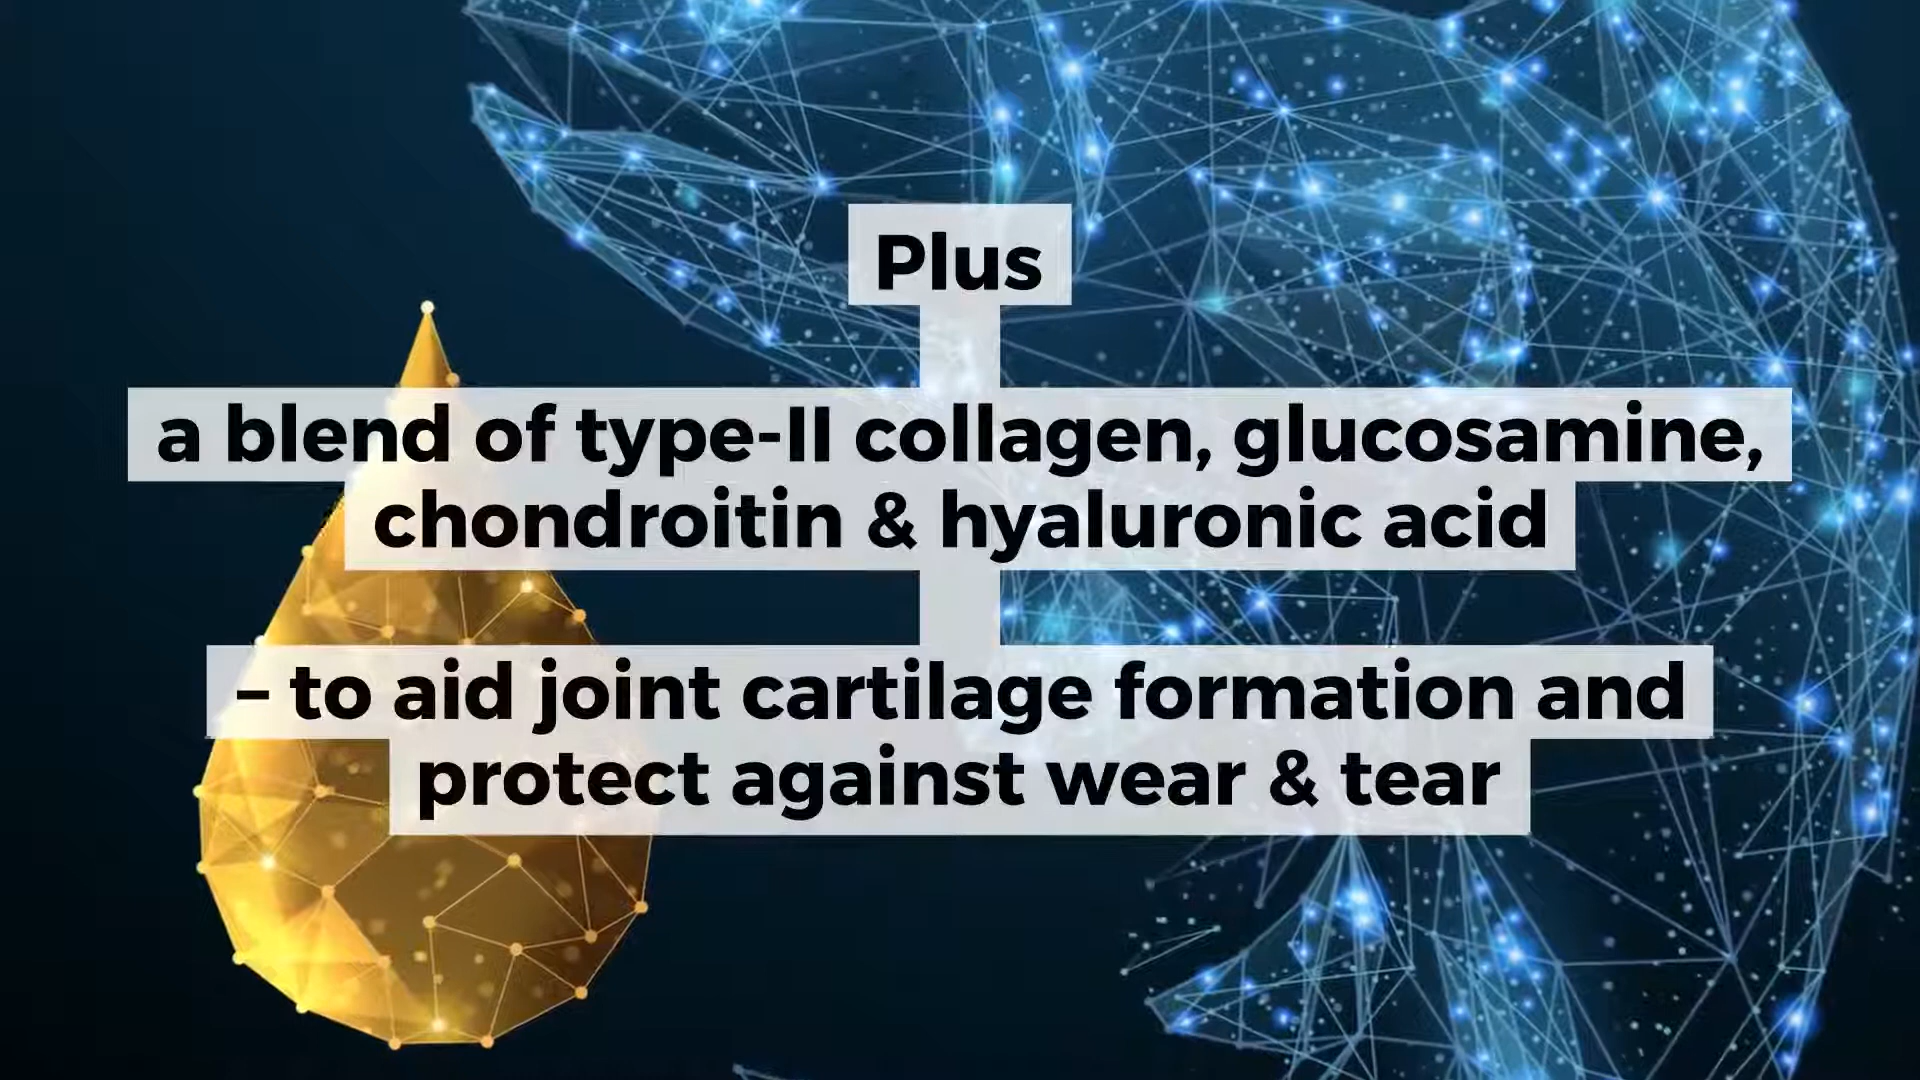 Plus
a blend of type-II collagen, glucosamine,
chondroitin & hyaluronic acid
– to aid joint cartilage formation and
protect against wear & tear